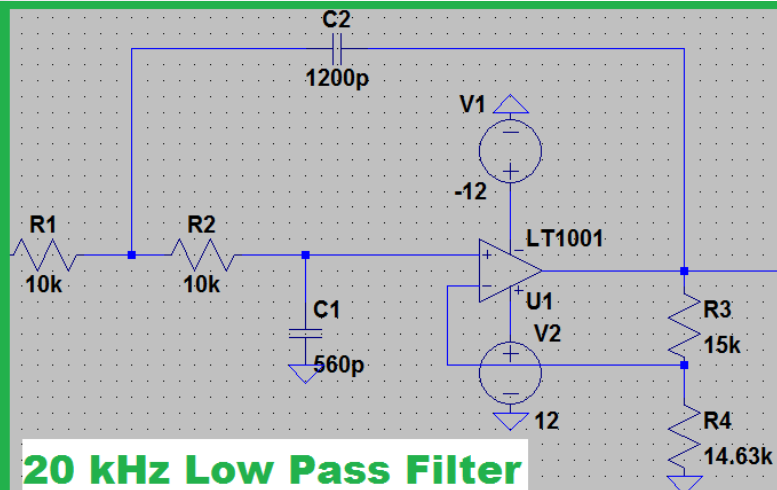 C2
1200p
V1
-12
R1
10k
R2
10k
LT1001
U1
C1
560p
V2
12
R3
15k
R4
14.63k
20 kHz Low Pass Filter